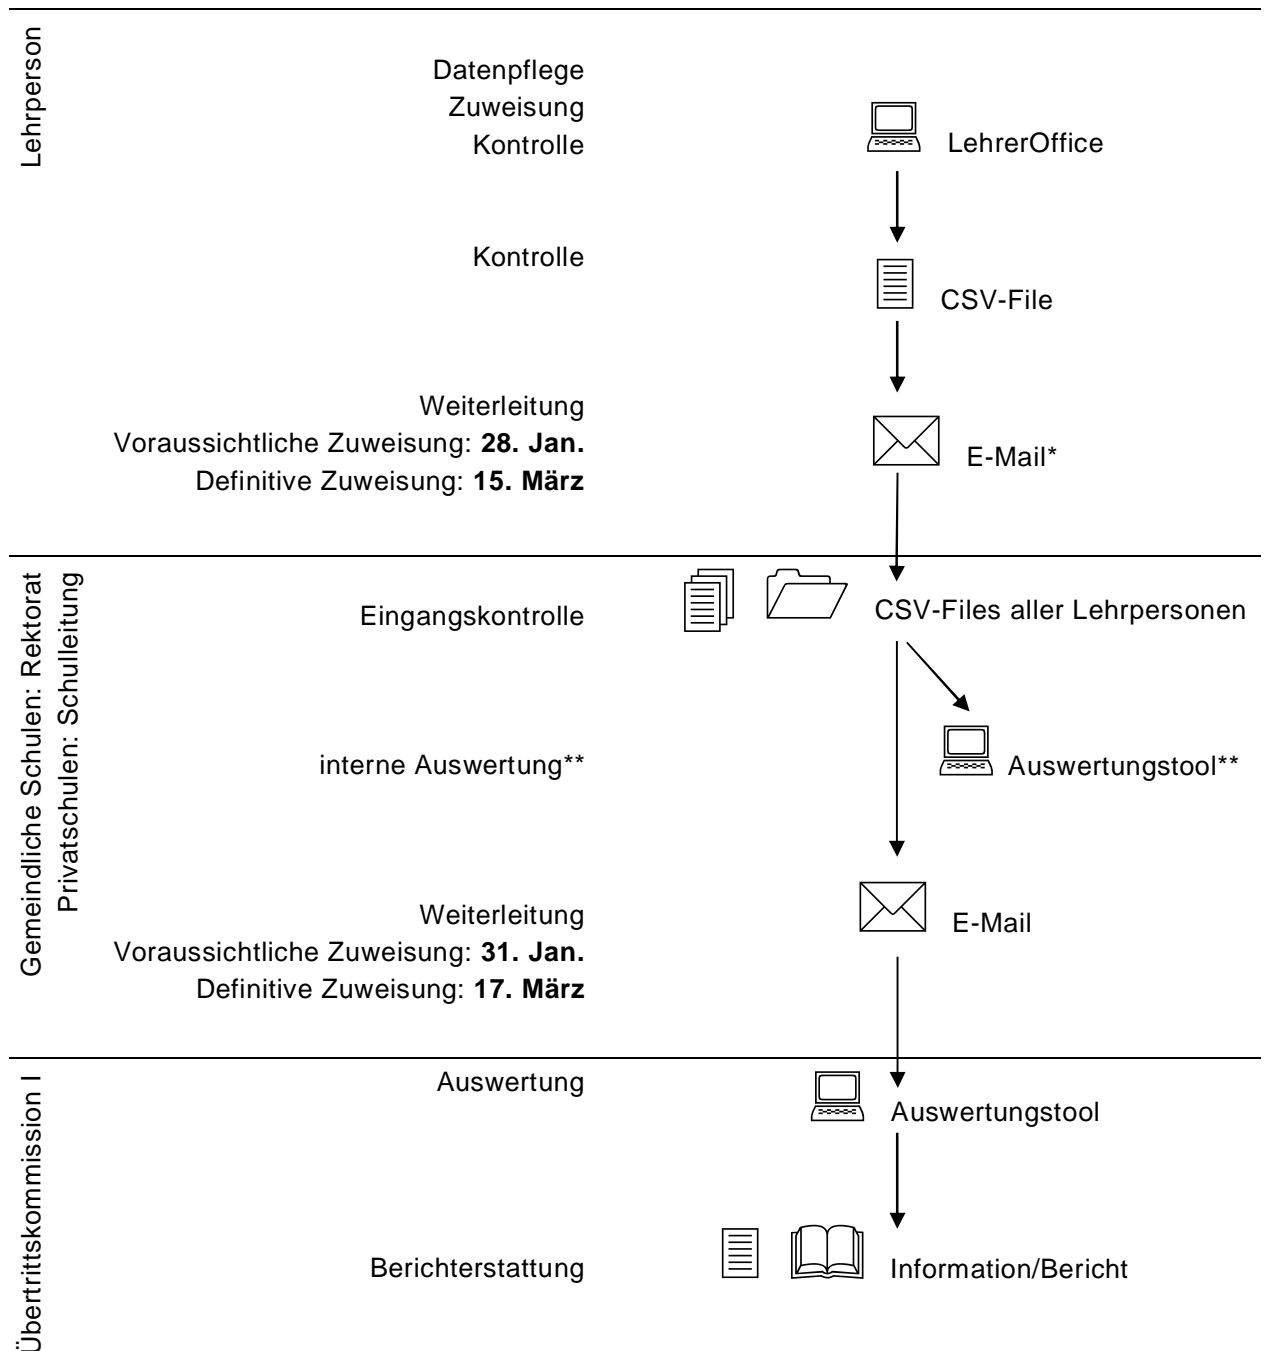 Lehrperson
Datenpflege
Zuweisung
Kontrolle
LehrerOffice
Kontrolle
CSV-File
Weiterleitung
Voraussichtliche Zuweisung: 28. Jan.
Definitive Zuweisung: 15. März
E-Mail*
Gemeindliche Schulen: Rektorat
Privatschulen: Schulleitung
Eingangskontrolle
CSV-Files aller Lehrpersonen
interne Auswertung**
Auswertungstool**
Weiterleitung
Voraussichtliche Zuweisung: 31. Jan.
Definitive Zuweisung: 17. März
E-Mail
Übertrittskommission I
Auswertung
Auswertungstool
Berichterstattung
Information/Bericht